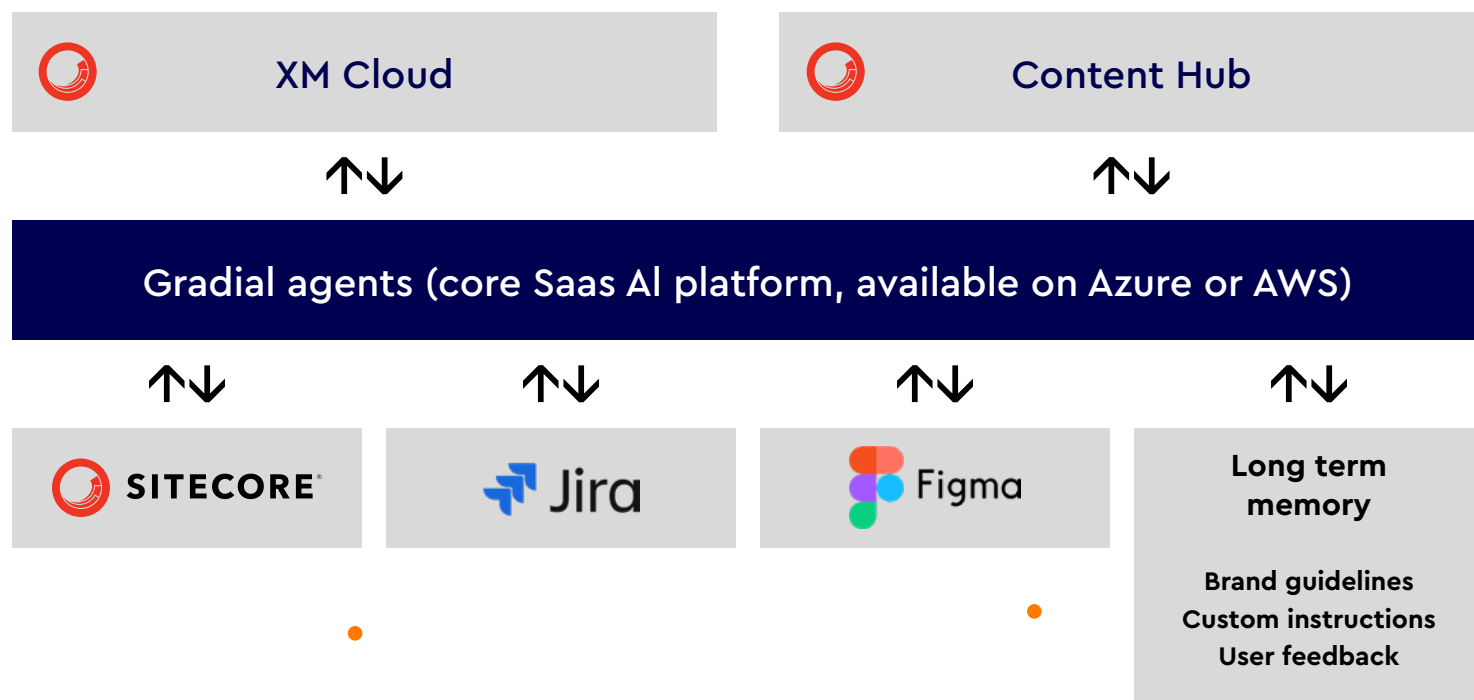 XM Cloud
Content Hub
Gradial agents (core Saas Al platform, available on Azure or AWS)
SITECORE®
Jira
Figma
Long term
memory
Brand guidelines
Custom instructions
User feedback